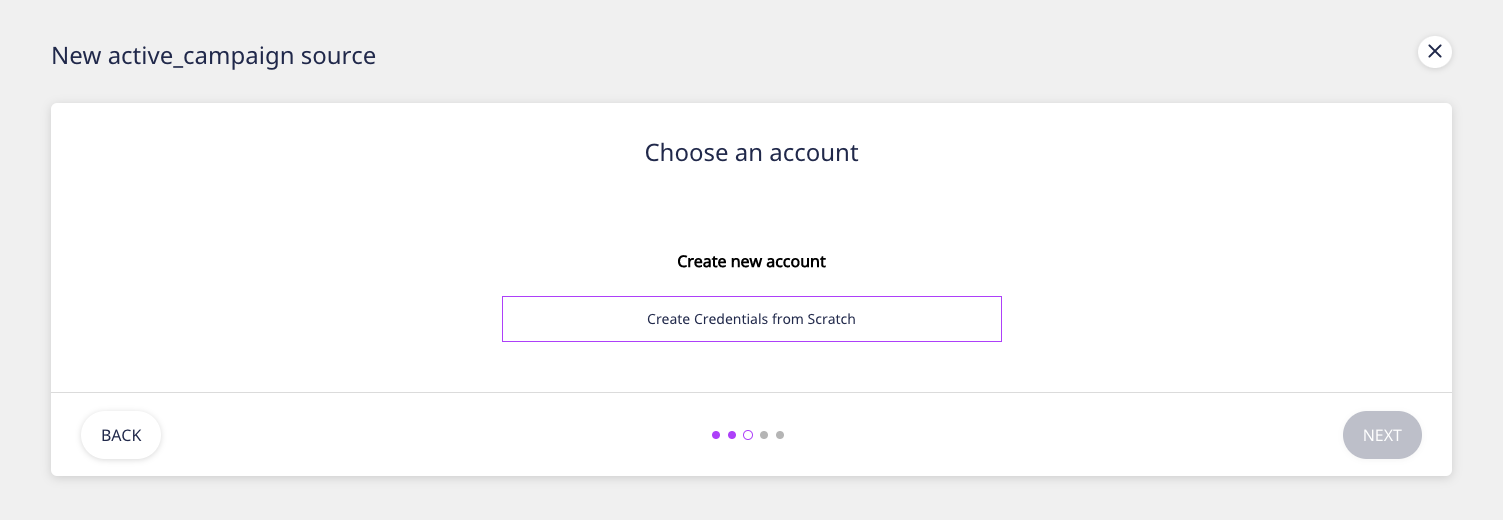 New active_campaign source
Choose an account
Create new account
Create Credentials from Scratch
BACK
NEXT